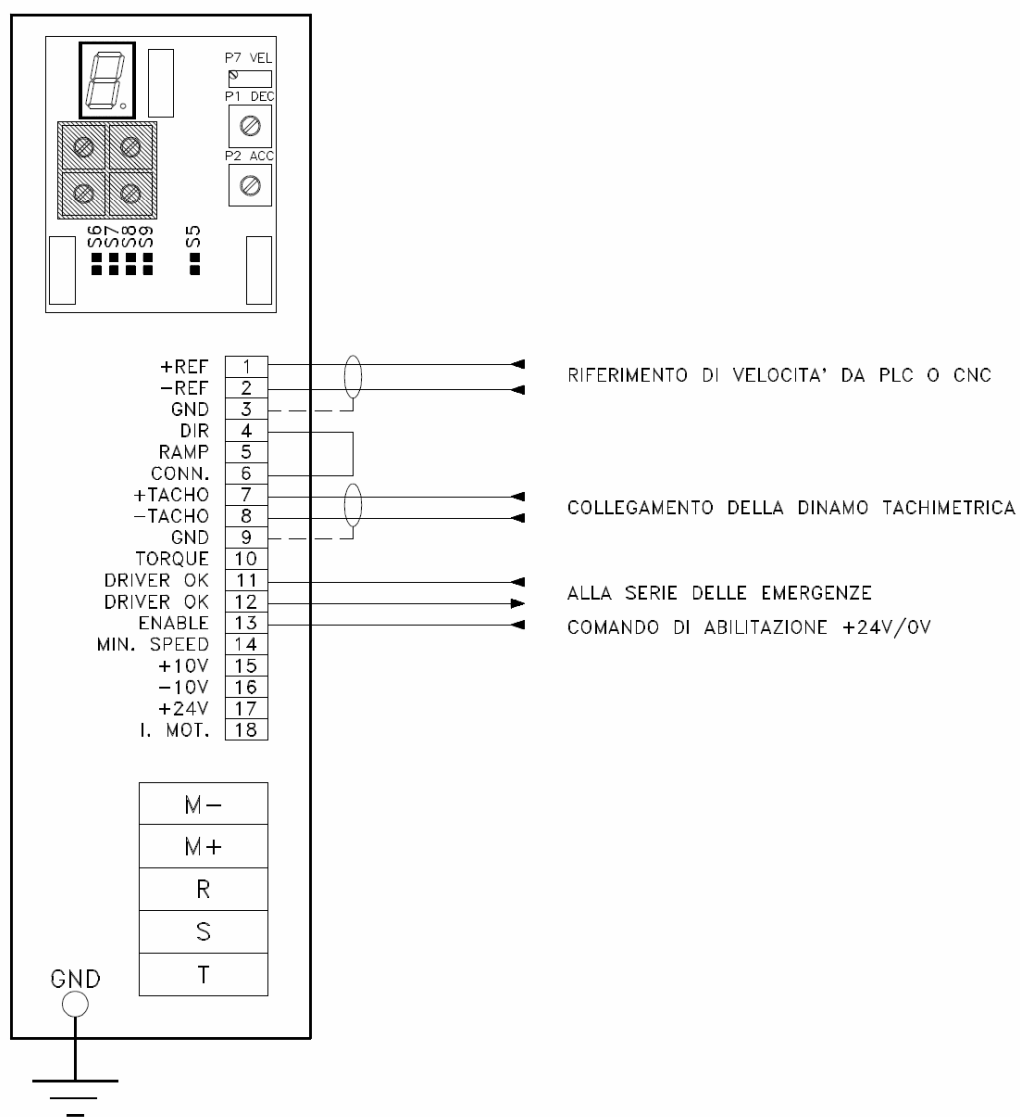 P7 VEL
P1 DEC
P2 ACC
S6 S7 S8 S9 S5
+REF 1
-REF 2
RIFERIMENTO DI VELOCITA' DA PLC O CNC
GND 3
DIR 4
RAMP 5
CONN. 6
+TACHO 7
-TACHO 8
COLLEGAMENTO DELLA DINAMO TACHIMETRICA
GND 9
TORQUE 10
DRIVER OK 11
DRIVER OK 12
ALLA SERIE DELLE EMERGENZE
ENABLE 13
COMANDO DI ABILITAZIONE +24V/0V
MIN. SPEED 14
+10V 15
-10V 16
+24V 17
I. MOT. 18
M-
M+
R
S
T
GND